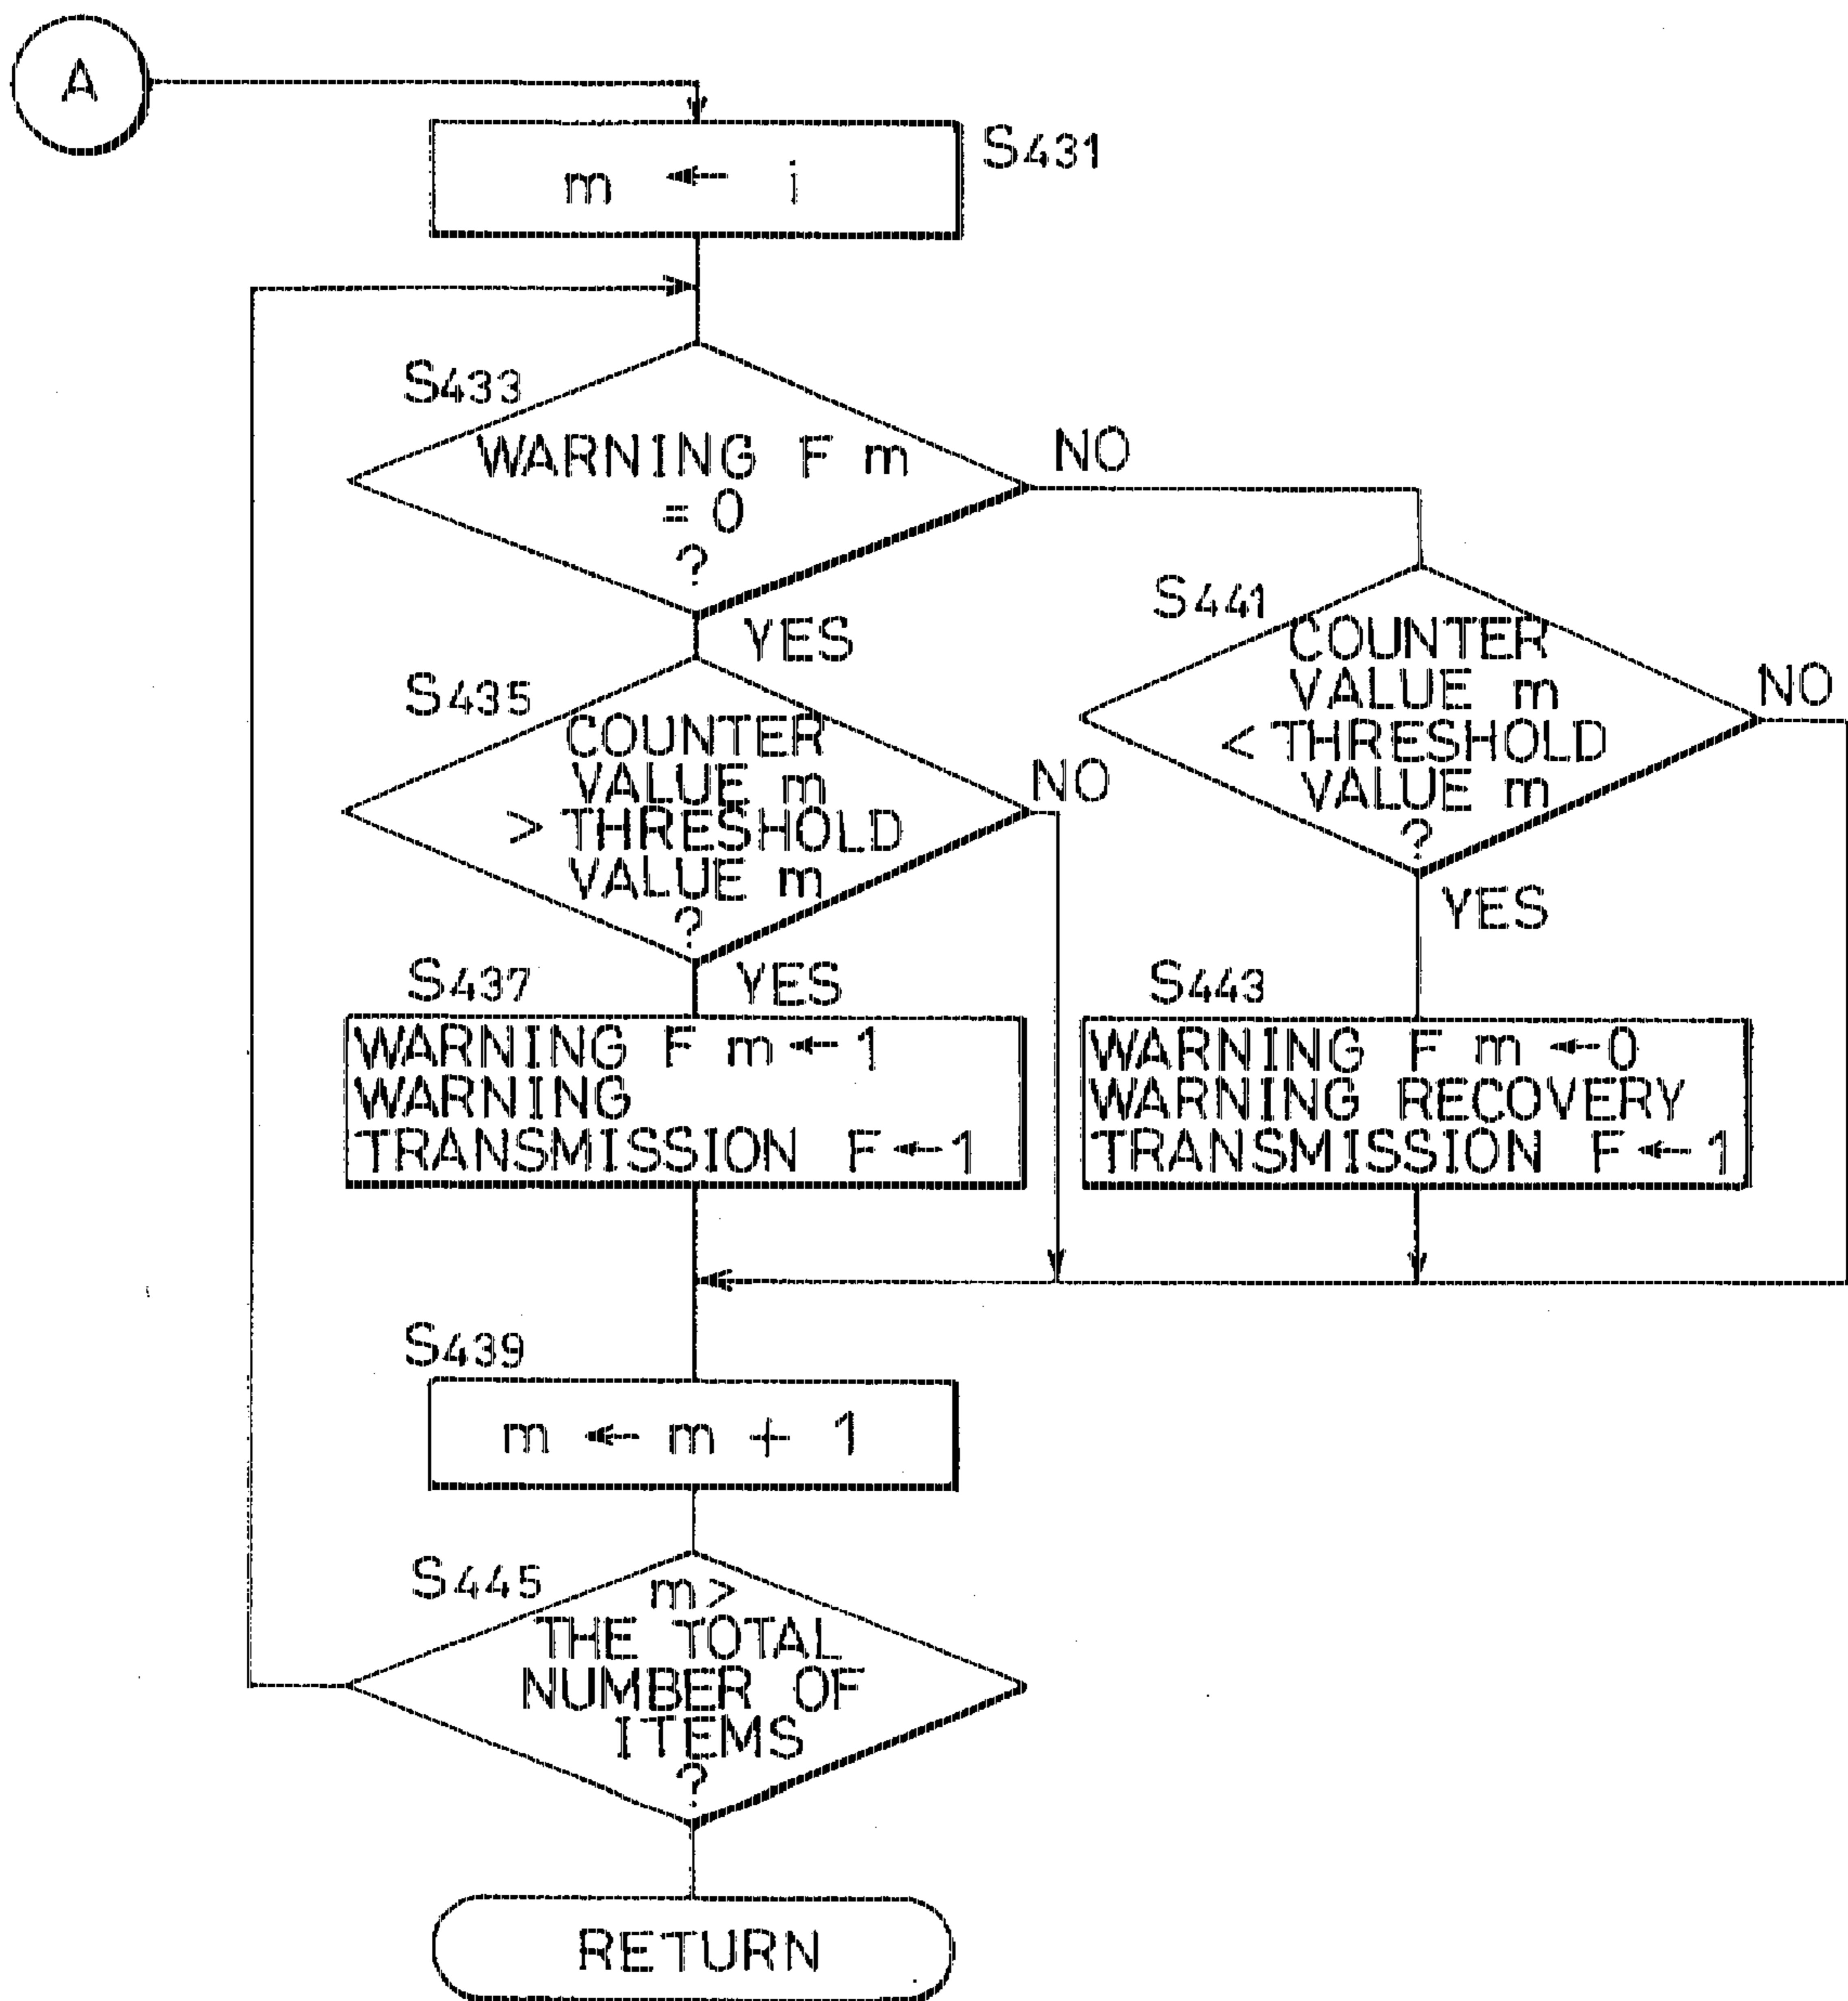 A
S431
m ← i
S433
WARNING F m
= 0
?
NO
YES
S435
COUNTER
VALUE m
> THRESHOLD
VALUE m
?
NO
YES
S441
COUNTER
VALUE m
< THRESHOLD
VALUE m
?
NO
YES
S437
WARNING F m ← 1
WARNING
TRANSMISSION F ← 1
S443
WARNING F m ← 0
WARNING RECOVERY
TRANSMISSION F ← 1
S439
m ← m + 1
S445
m >
THE TOTAL
NUMBER OF
ITEMS
?
RETURN